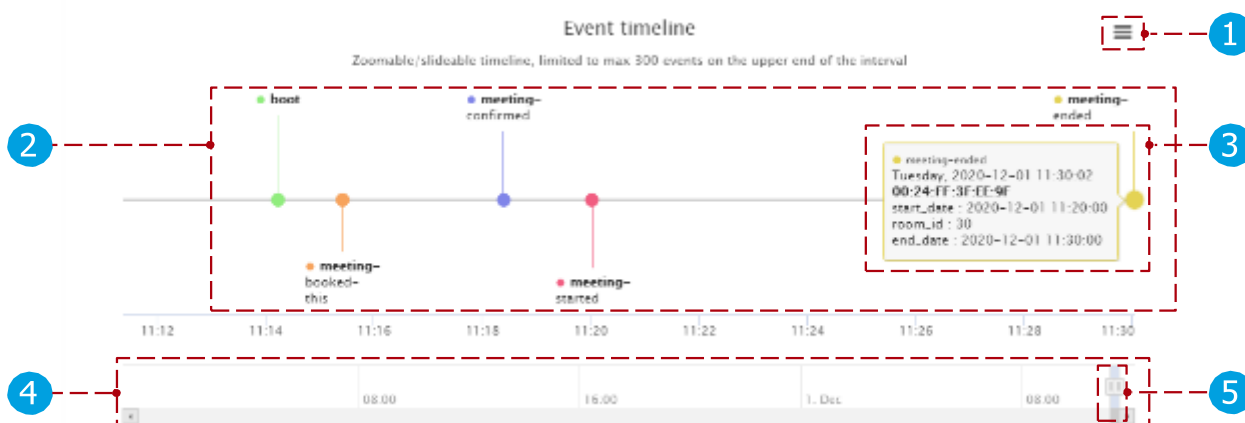 Event timeline
1
Zoomable/slideable timeline, limited to max 300 events on the upper end of the interval
boot
meeting-
confirmed
meeting-
ended
2
3
meeting-ended
Tuesday, 2020-12-01 11:30:02
00-24-FF-3F-EE-9F
start_date : 2020-12-01 11:20:00
room_id : 30
end_date : 2020-12-01 11:30:00
meeting-
booked-
this
meeting-
started
11:12 11:14 11:16 11:18 11:20 11:22 11:24 11:26 11:28 11:30
4
08:00 16:00 1. Dec 08:00
5